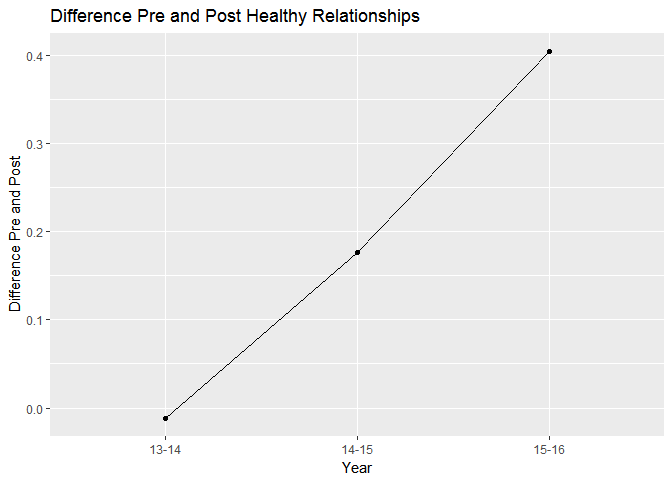 Difference Pre and Post Healthy Relationships
Difference Pre and Post
0.4
0.3
0.2
0.1
0.0
13-14 14-15 15-16
Year